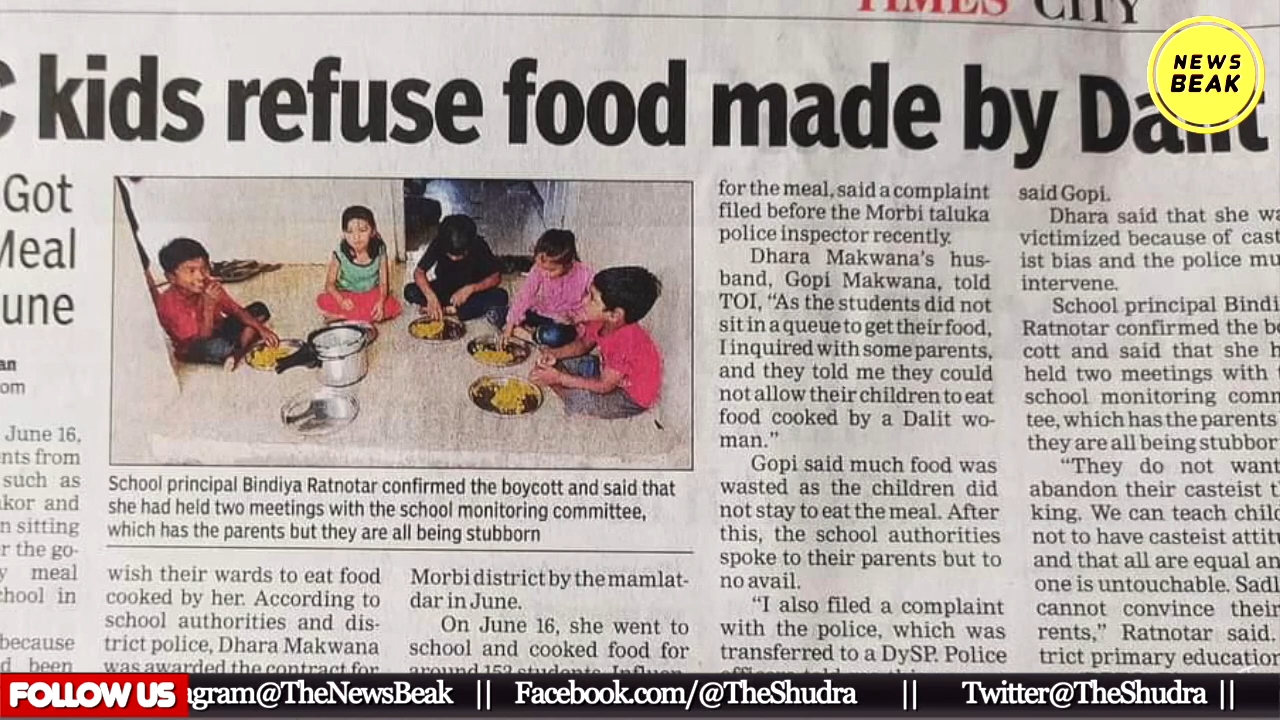 TIMES CITY
NEWS
BEAK
kids refuse food made by Dalit
Got
Meal
une
an
om
June 16,
nts from
such as
kor and
n sitting
r the go-
y meal
chool in
because
d been
School principal Bindiya Ratnotar confirmed the boycott and said that
she had held two meetings with the school monitoring committee,
which has the parents but they are all being stubborn
wish their wards to eat food
cooked by her. According to
school authorities and dis-
trict police, Dhara Makwana
was awarded the contract for
Morbi district by the mamlat-
dar in June.
On June 16, she went to
school and cooked food for
around 153 students.
for the meal, said a complaint
filed before the Morbi taluka
police inspector recently.
Dhara Makwana's hus-
band, Gopi Makwana, told
TOI, “As the students did not
sit in a queue to get their food,
I inquired with some parents,
and they told me they could
not allow their children to eat
food cooked by a Dalit wo-
man.”
Gopi said much food was
wasted as the children did
not stay to eat the meal. After
this, the school authorities
spoke to their parents but to
no avail.
“I also filed a complaint
with the police, which was
transferred to a DySP. Police
said Gopi.
Dhara said that she wa
victimized because of cast
ist bias and the police mu
intervene.
School principal Bindi
Ratnotar confirmed the bo
cott and said that she h
held two meetings with t
school monitoring comm
tee, which has the parents
they are all being stubborn
“They do not want
abandon their casteist t
king. We can teach child
not to have casteist attitu
and that all are equal an
one is untouchable. Sadl
cannot convince their
rents,” Ratnotar said.
trict primary education
FOLLOW US
agram@TheNewsBeak || Facebook.com/@TheShudra || Twitter@TheShudra ||